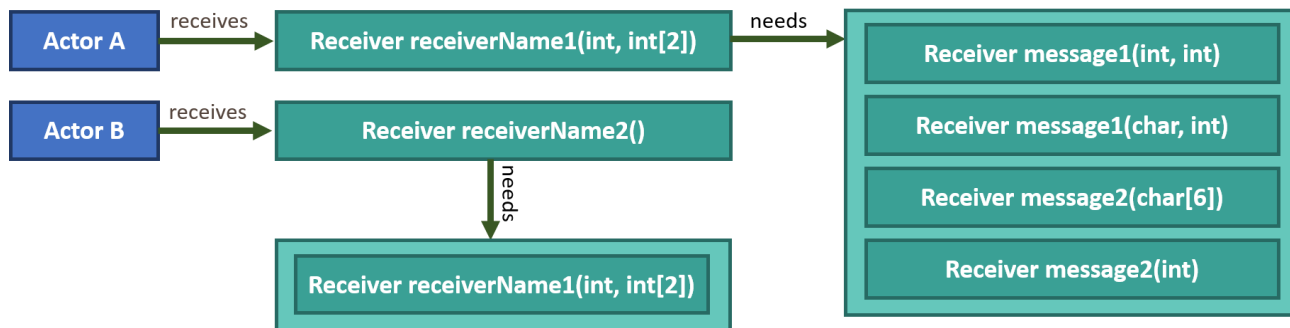 Actor A
receives
Receiver receiverName1(int, int[2])
needs
Receiver message1(int, int)
Receiver message1(char, int)
Receiver message2(char[6])
Receiver message2(int)
Actor B
receives
Receiver receiverName2()
needs
Receiver receiverName1(int, int[2])